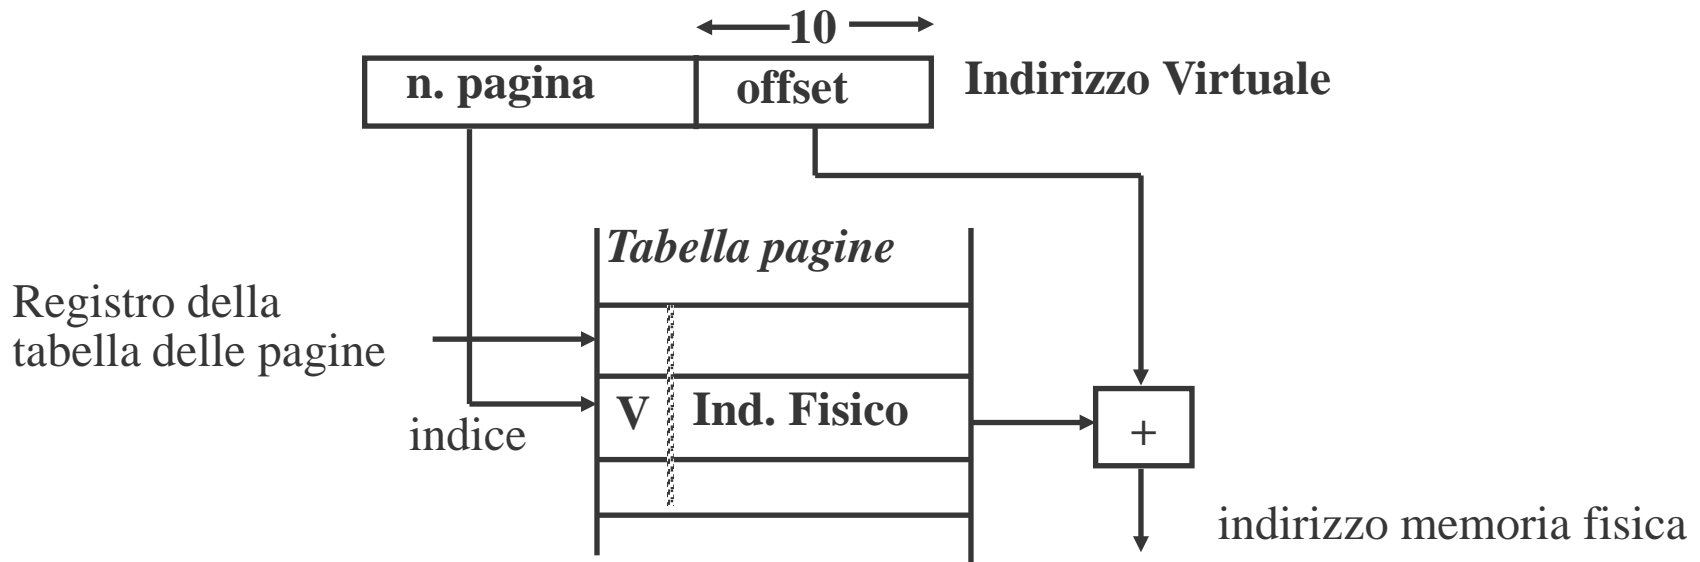 10
n. pagina
offset
Indirizzo Virtuale
Tabella pagine
Registro della
tabella delle pagine
V
Ind. Fisico
indice
+
indirizzo memoria fisica